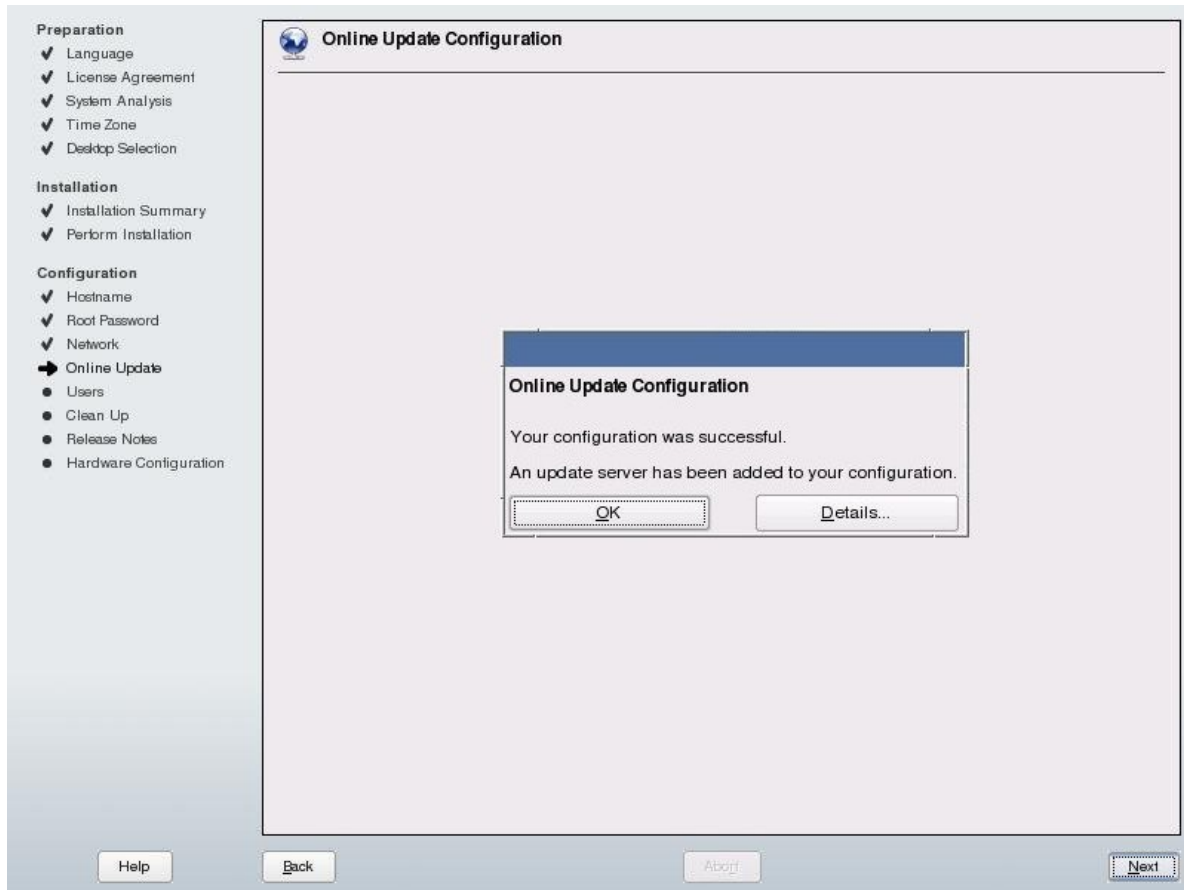 Preparation
Language
License Agreement
System Analysis
Time Zone
Desktop Selection
Installation
Installation Summary
Perform Installation
Configuration
Hostname
Root Password
Network
Online Update
Users
Clean Up
Release Notes
Hardware Configuration
Online Update Configuration
Online Update Configuration
Your configuration was successful.
An update server has been added to your configuration.
OK
Details...
Help
Back
Abort
Next